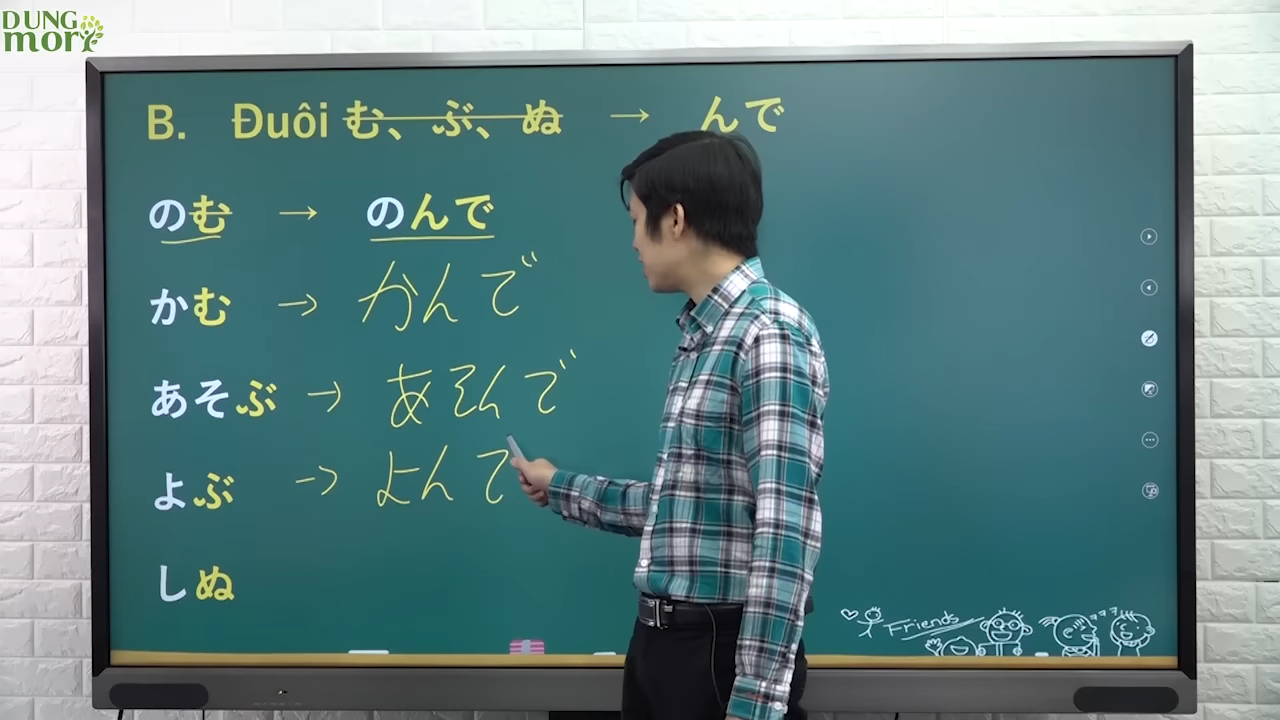 DUNG
mori
B. Đuôi む、ぶ、ぬ → んで
のむ → のんで
かむ → かんで
あそぶ → あそんで
よぶ → よんて
しぬ
Friends